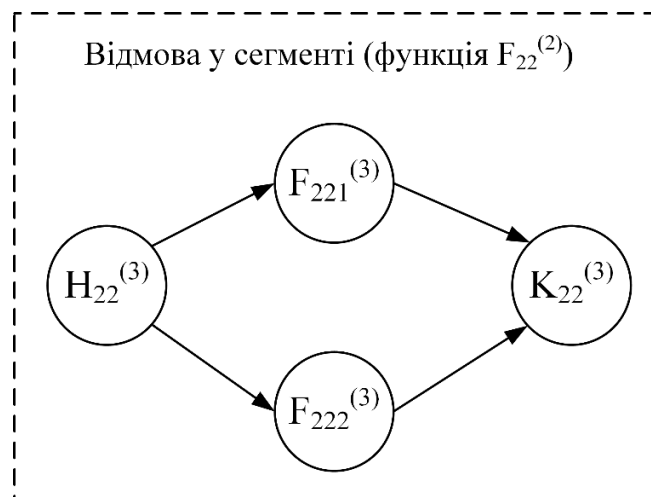 Відмова у сегменті (функція F₂₂⁽²⁾)
F₂₂₁⁽³⁾
H₂₂⁽³⁾
K₂₂⁽³⁾
F₂₂₂⁽³⁾